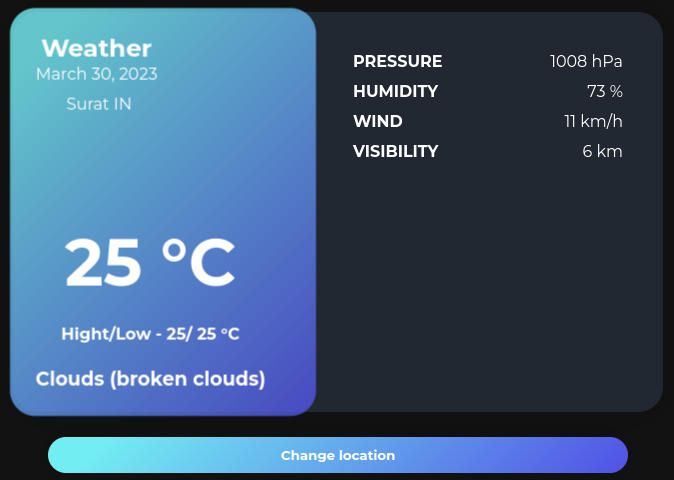 Weather
March 30, 2023
Surat IN
25 °C
Hight/Low - 25/ 25 °C
Clouds (broken clouds)
PRESSURE 1008 hPa
HUMIDITY 73 %
WIND 11 km/h
VISIBILITY 6 km
Change location